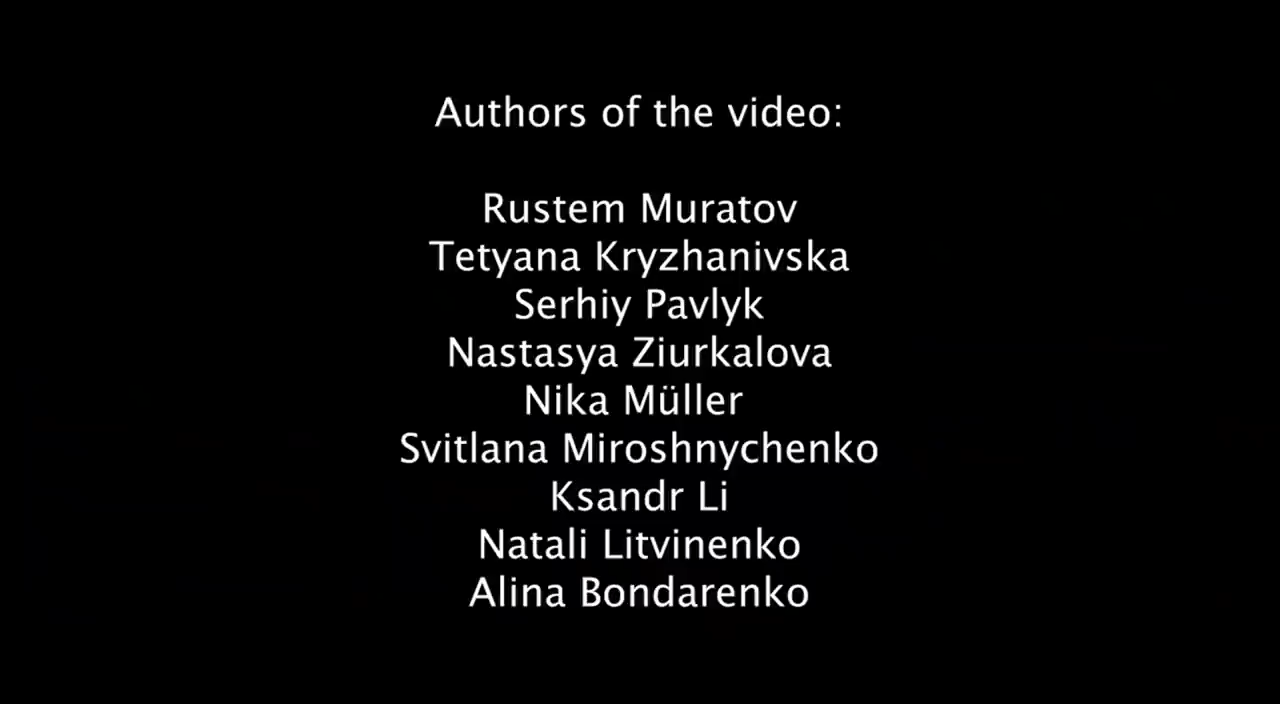 Authors of the video:
Rustem Muratov
Tetyana Kryzhanivska
Serhiy Pavlyk
Nastasya Ziurkalova
Nika Müller
Svitlana Miroshnychenko
Ksandr Li
Natali Litvinenko
Alina Bondarenko